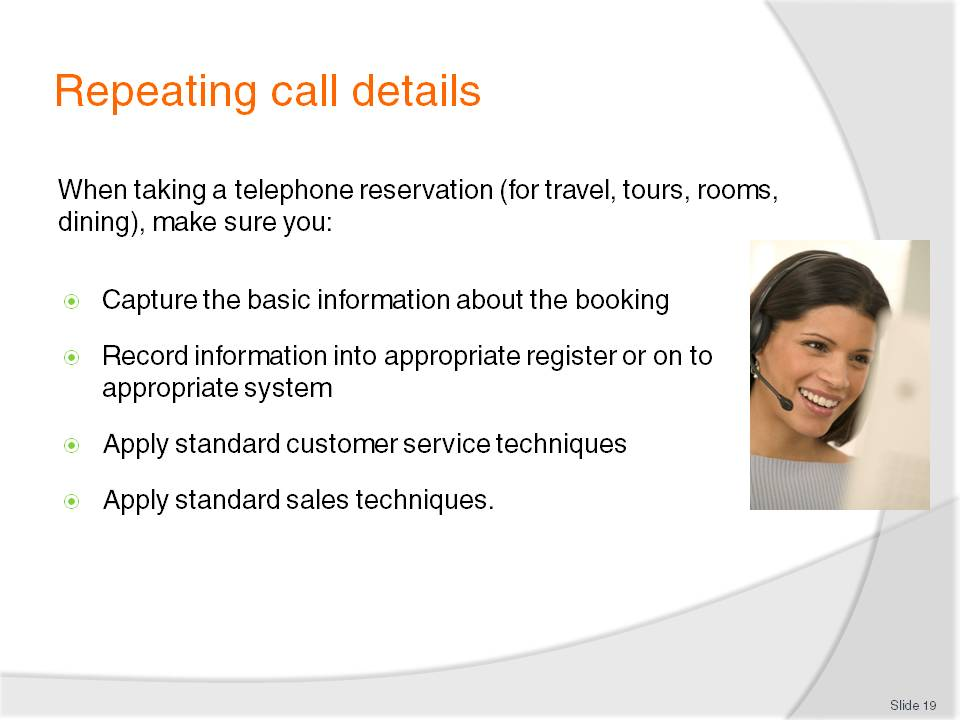 Repeating call details
When taking a telephone reservation (for travel, tours, rooms,
dining), make sure you:
Capture the basic information about the booking
Record information into appropriate register or on to
appropriate system
Apply standard customer service techniques
Apply standard sales techniques.
Slide 19